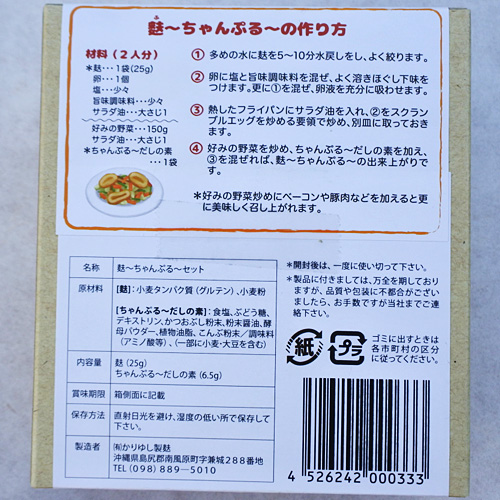 麩～ちゃんぷる～の作り方
ふ
材料(2人分)
＊麩･･･1袋(25g)
卵･･･1個
塩･･･少々
旨味調味料･･･少々
サラダ油･･･大さじ1
好みの野菜･･･150g
＊ちゃんぷる～だしの素
･･･1袋
① 多めの水に麩を5～10分水戻しをし、よく絞ります。
② 卵に塩と旨味調味料を混ぜ、よく溶きほぐし下味を
つけます。更に①を混ぜ、卵液を充分に吸わせます。
③ 熱したフライパンにサラダ油を入れ、②をスクラン
ブルエッグを炒める要領で炒め、別皿に取っておき
ます。
④ 好みの野菜を炒め、ちゃんぷる～だしの素を加え、
③を混ぜれば、麩～ちゃんぷる～の出来上がりで
す。
＊好みの野菜炒めにベーコンや豚肉などを加えると更
に美味しく召し上がれます。
名称 麩～ちゃんぷる～セット
原材料 【麩】：小麦タンパク質(グルテン)、小麦粉
【ちゃんぷる～だしの素】：食塩、ぶどう糖、
デキストリン、かつおぶし粉末、粉末醤油、酵
母パウダー、植物油脂、こんぶ粉末／調味料
(アミノ酸等)、(一部に小麦・大豆を含む)
内容量 麩(25g)
ちゃんぷる～だしの素(6.5g)
賞味期限 箱側面に記載
保存方法 直射日光を避け、湿度の低い所で保存して
下さい。
製造者 ㈲かりゆし製麩
沖縄県島尻郡南風原町字兼城288番地
TEL(098)889―5010
＊開封後は、一度に使い切って下さい。
＊製品に付きましては、万全を期しており
ますが、品質や包装に不都合がござい
ましたら、お手数ですが当社までご連
絡下さい。
紙
プラ
ゴミに出すときは
各市町村の区分
に従ってください。
4 526242 000333